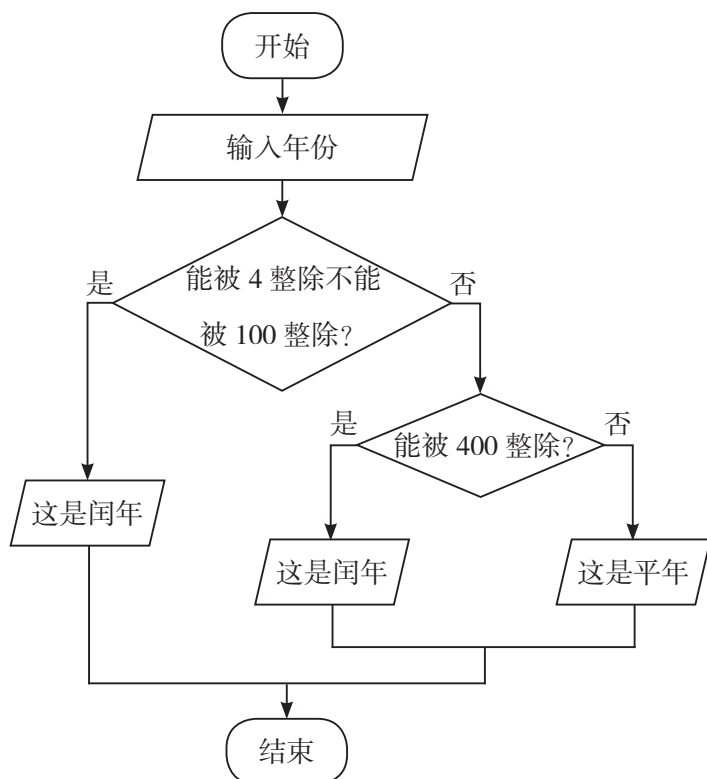 开始
输入年份
是
能被 4 整除不能
被 100 整除?
否
是
能被 400 整除?
否
这是闰年
这是闰年
这是平年
结束